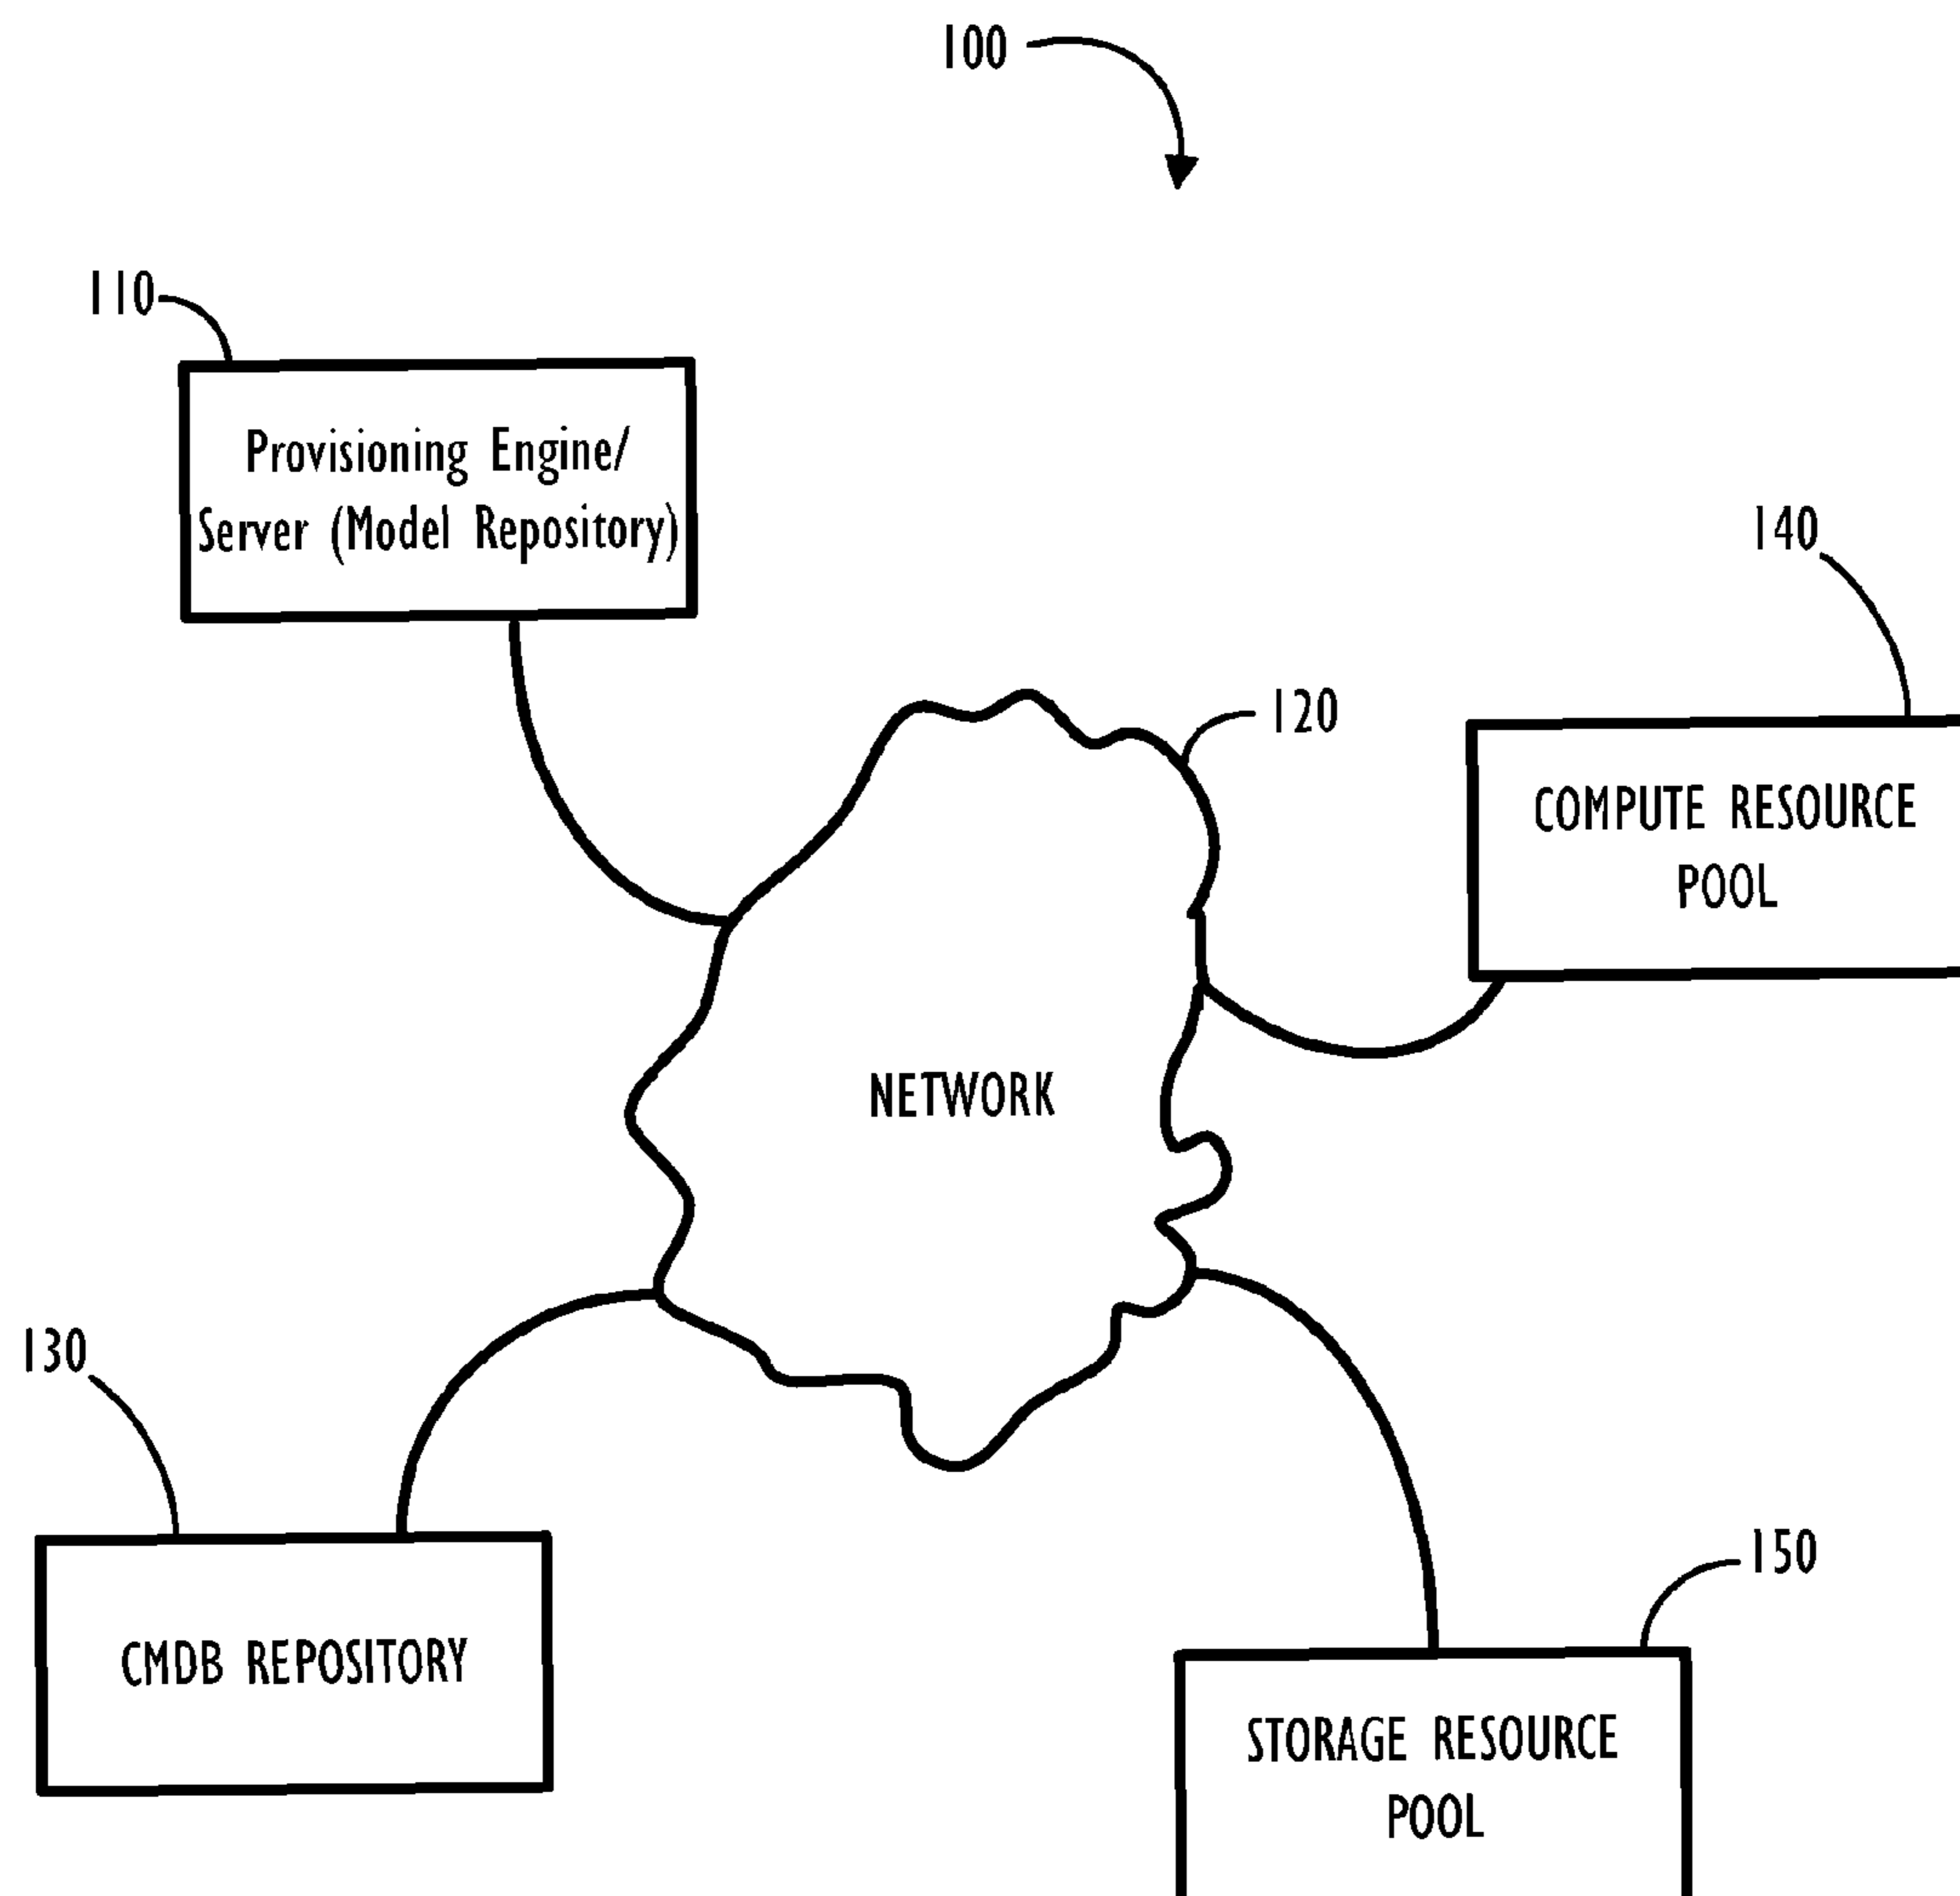 100
110
Provisioning Engine/
Server (Model Repository)
140
120
COMPUTE RESOURCE
POOL
NETWORK
130
150
CMDB REPOSITORY
STORAGE RESOURCE
POOL